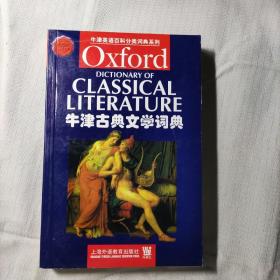 牛津英语百科分类词典系列
Oxford
DICTIONARY OF
CLASSICAL
LITERATURE
牛津古典文学词典
上海外语教育出版社